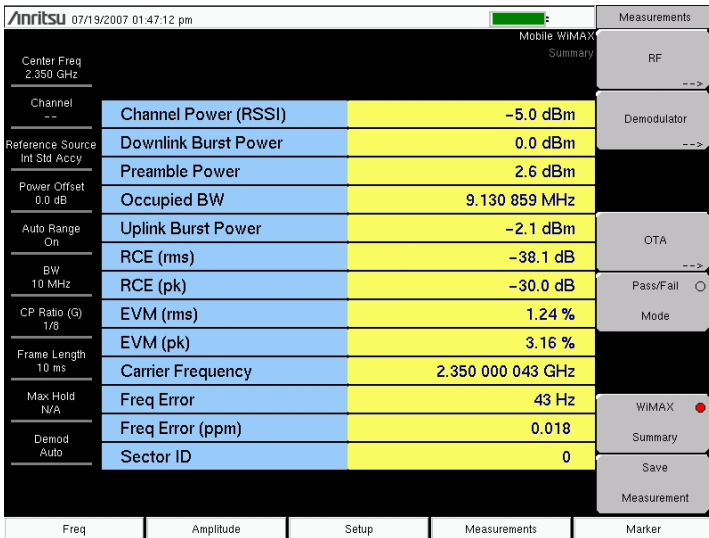 Anritsu 07/19/2007 01:47:12 pm
Mobile WiMAX
Summary
Center Freq
2.350 GHz
Channel
--
Reference Source
Int Std Accy
Power Offset
0.0 dB
Auto Range
On
BW
10 MHz
CP Ratio (G)
1/8
Frame Length
10 ms
Max Hold
N/A
Demod
Auto
Channel Power (RSSI) -5.0 dBm
Downlink Burst Power 0.0 dBm
Preamble Power 2.6 dBm
Occupied BW 9.130 859 MHz
Uplink Burst Power -2.1 dBm
RCE (rms) -38.1 dB
RCE (pk) -30.0 dB
EVM (rms) 1.24 %
EVM (pk) 3.16 %
Carrier Frequency 2.350 000 043 GHz
Freq Error 43 Hz
Freq Error (ppm) 0.018
Sector ID 0
Measurements
RF
-->
Demodulator
-->
OTA
-->
Pass/Fail
Mode
WiMAX
Summary
Save
Measurement
Freq Amplitude Setup Measurements Marker